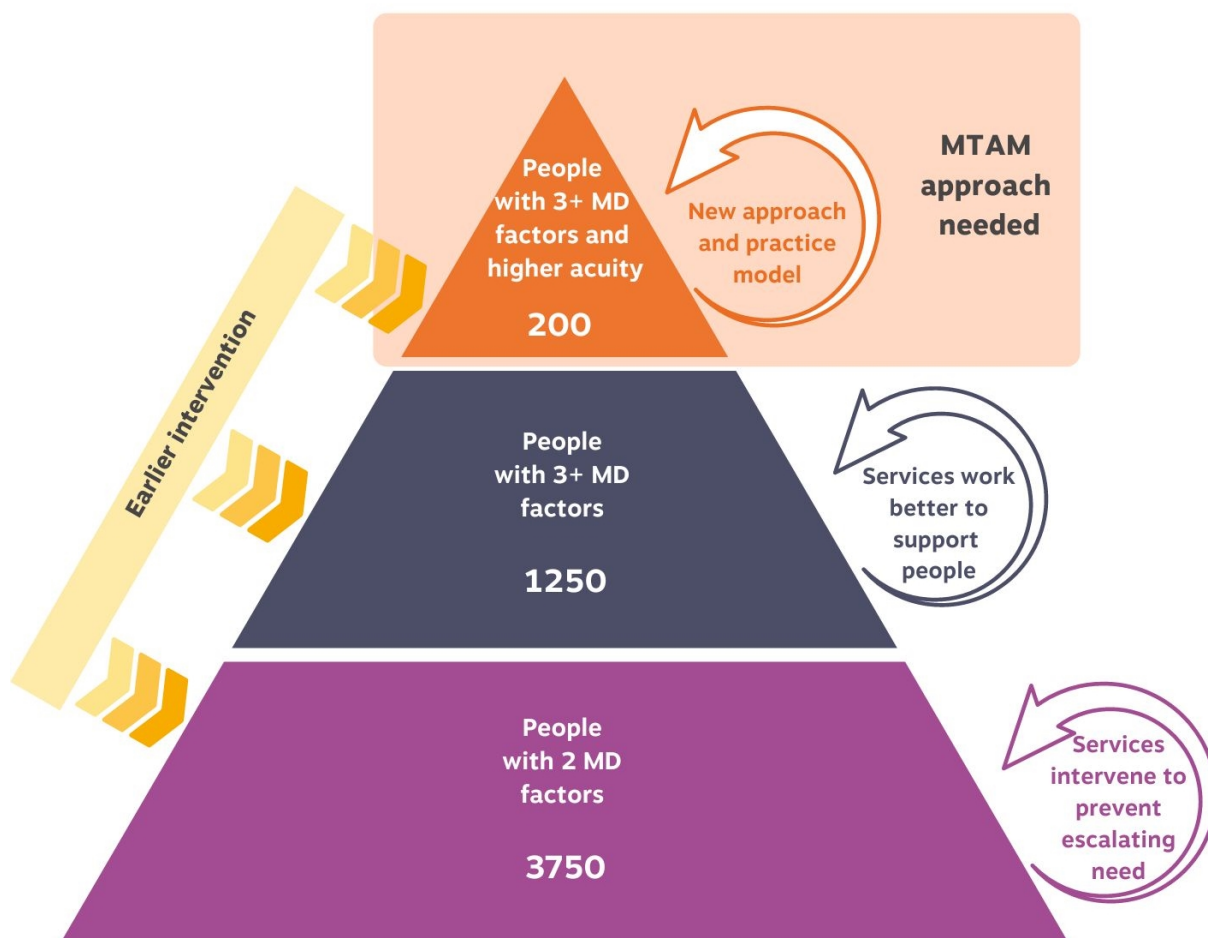 MTAM
approach
needed
People
with 3+ MD
factors and
higher acuity
200
New approach
and practice
model
Earlier intervention
People
with 3+ MD
factors
1250
Services work
better to
support
people
People
with 2 MD
factors
3750
Services
intervene to
prevent
escalating
need